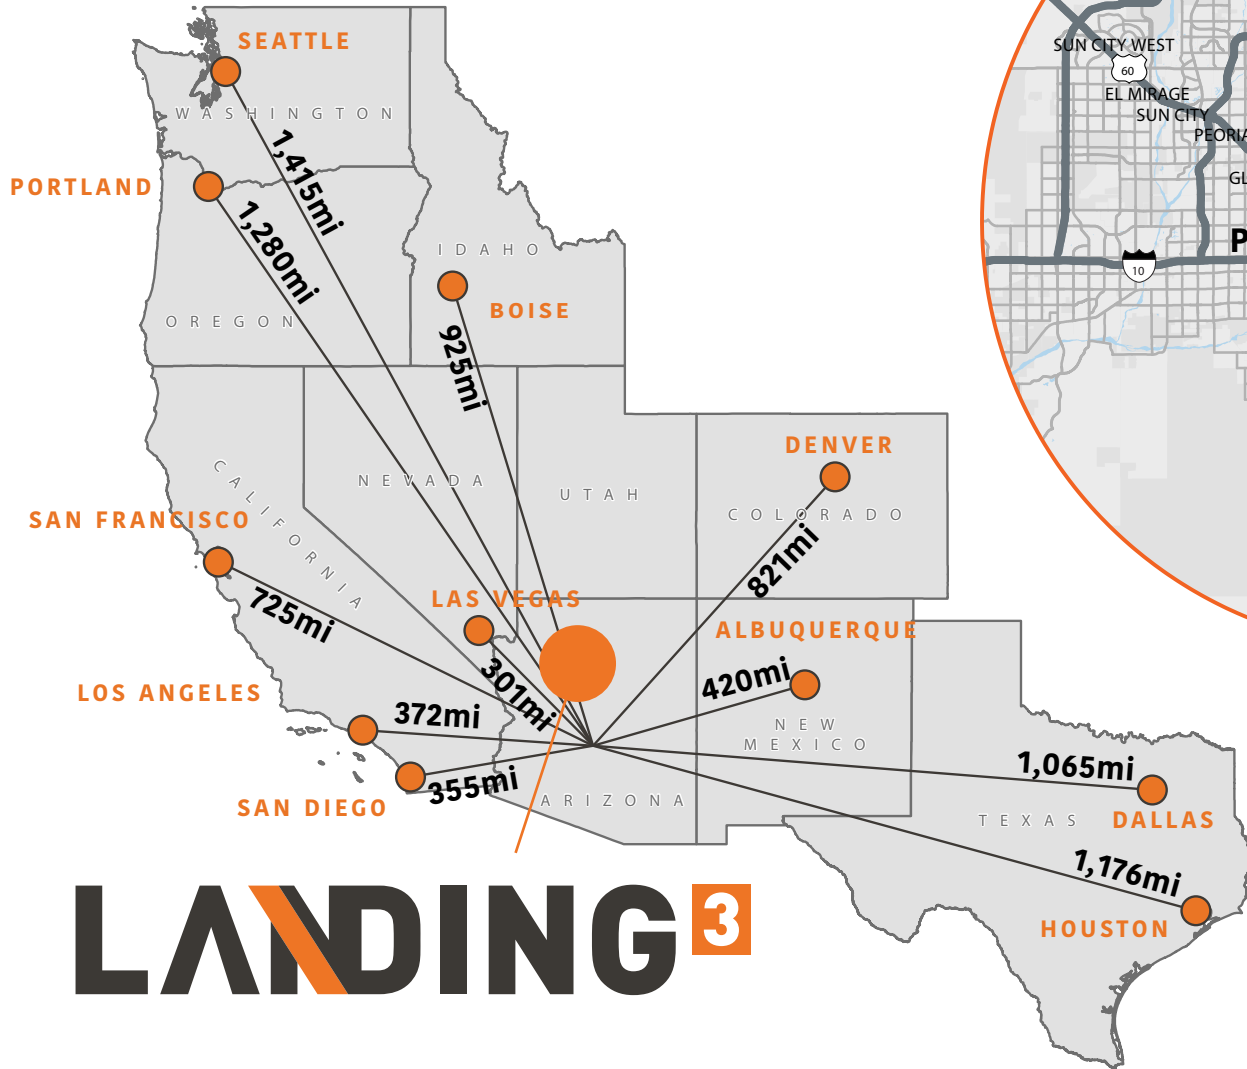 SEATTLE
WASHINGTON
1,415mi
PORTLAND
1,280mi
IDAHO
BOISE
925mi
OREGON
SUN CITY WEST
60
EL MIRAGE
SUN CITY
PEORIA
GL
P
10
DENVER
COLORADO
821mi
NEVADA
UTAH
CALIFORNIA
SAN FRANCISCO
725mi
LAS VEGAS
301mi
ALBUQUERQUE
420mi
NEW
MEXICO
LOS ANGELES
372mi
SAN DIEGO
355mi
ARIZONA
1,065mi
DALLAS
TEXAS
1,176mi
HOUSTON
LANDING 3